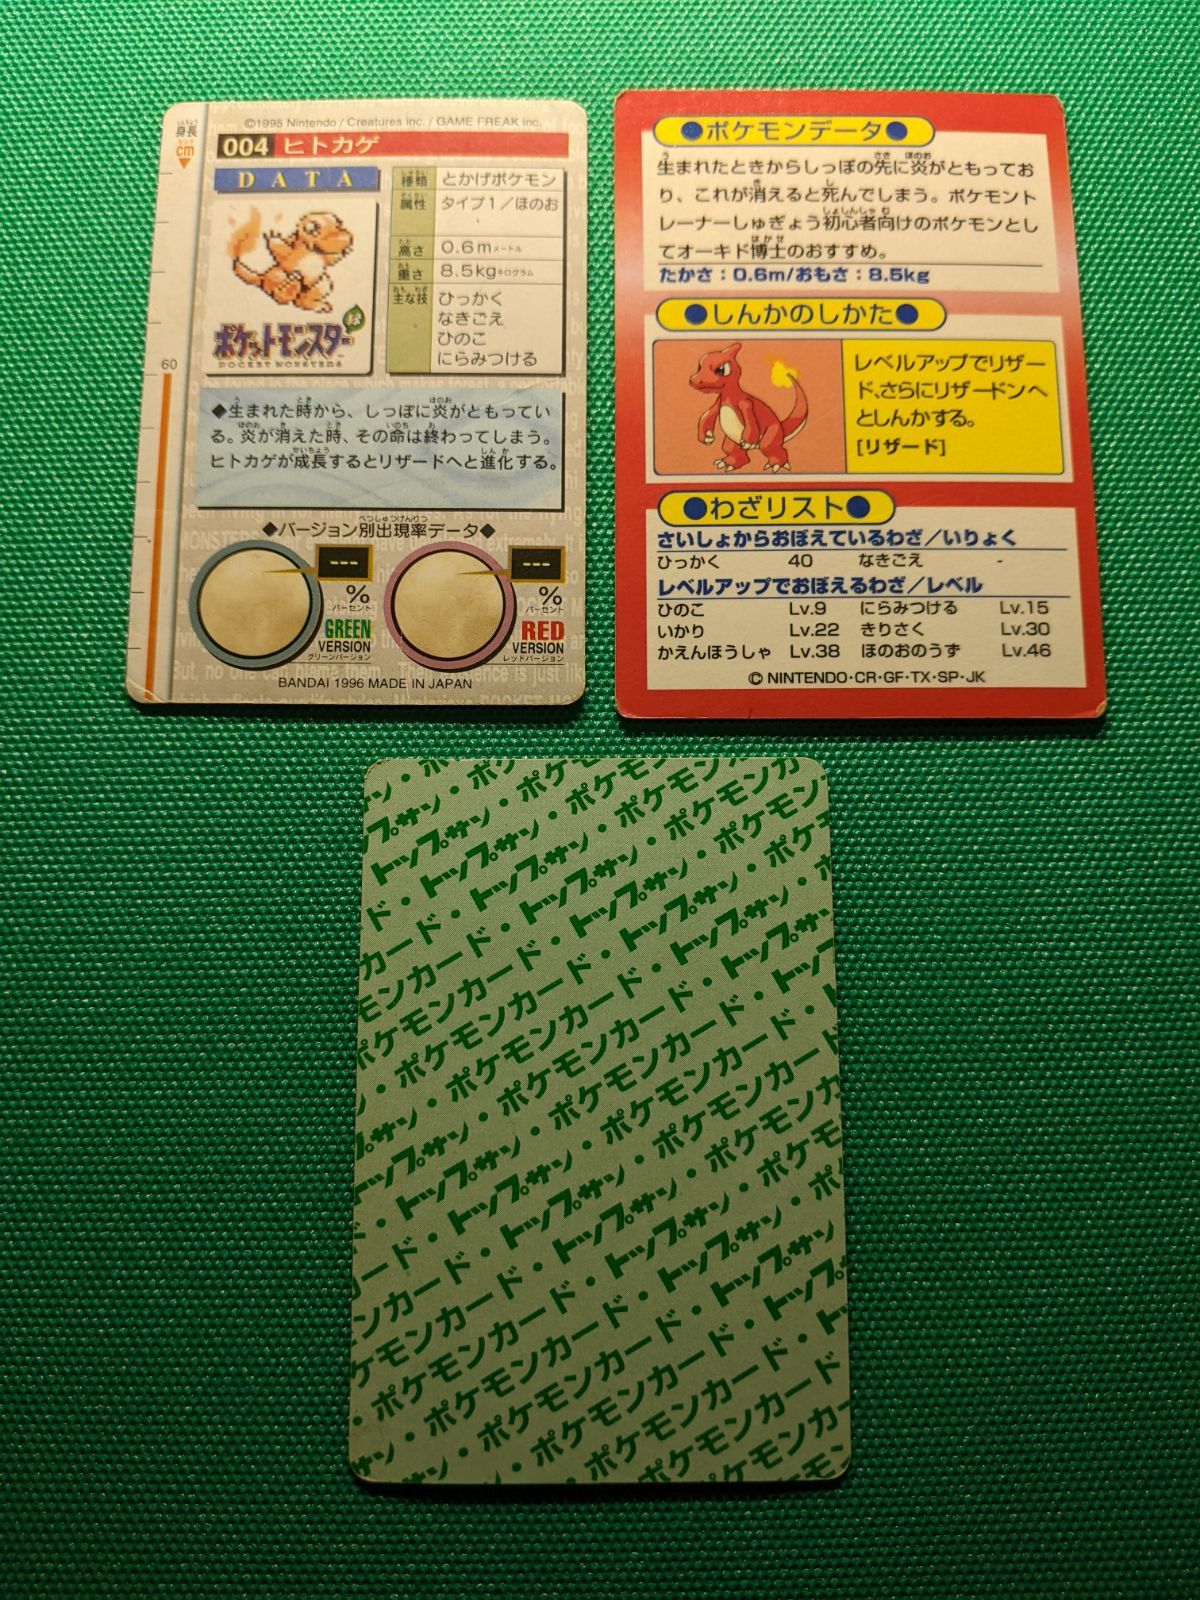 身長
cm
60
©1995 Nintendo / Creatures inc. / GAME FREAK inc.
004 ヒトカゲ
DATA
種類 とかげポケモン
属性 タイプ1/ほのお
高さ 0.6mメートル
重さ 8.5kgキログラム
主な技 ひっかく
なきごえ
ひのこ
にらみつける
ポケットモンスター緑
POCKET MONSTERS
◆生まれた時から、しっぽに炎がともってい
る。炎が消えた時、その命は終わってしまう。
ヒトカゲが成長するとリザードへと進化する。
◆バージョン別出現率データ◆
--- %パーセント
GREEN
VERSION
グリーンバージョン
--- %パーセント
RED
VERSION
レッドバージョン
BANDAI 1996 MADE IN JAPAN
●ポケモンデータ●
生まれたときからしっぽの先に炎がともってお
り、これが消えると死んでしまう。ポケモント
レーナーしゅぎょう初心者向けのポケモンとし
てオーキド博士のおすすめ。
たかさ：0.6m/おもさ：8.5kg
●しんかのしかた●
レベルアップでリザー
ド、さらにリザードンへ
としんかする。
[リザード]
●わざリスト●
さいしょからおぼえているわざ/いりょく
ひっかく 40 なきごえ -
レベルアップでおぼえるわざ/レベル
ひのこ Lv.9 にらみつける Lv.15
いかり Lv.22 きりさく Lv.30
かえんほうしゃ Lv.38 ほのおのうず Lv.46
© NINTENDO・CR・GF・TX・SP・JK
トップサン・ポケモンカード・トップサン・ポケモンカード